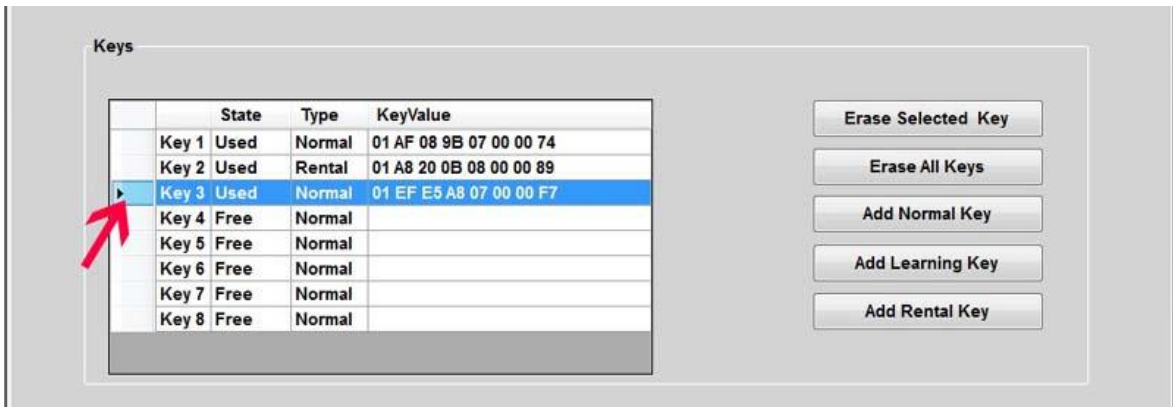 Keys
State Type KeyValue
Key 1 Used Normal 01 AF 08 9B 07 00 00 74
Key 2 Used Rental 01 A8 20 0B 08 00 00 89
Key 3 Used Normal 01 EF E5 A8 07 00 00 F7
Key 4 Free Normal
Key 5 Free Normal
Key 6 Free Normal
Key 7 Free Normal
Key 8 Free Normal
Erase Selected Key
Erase All Keys
Add Normal Key
Add Learning Key
Add Rental Key